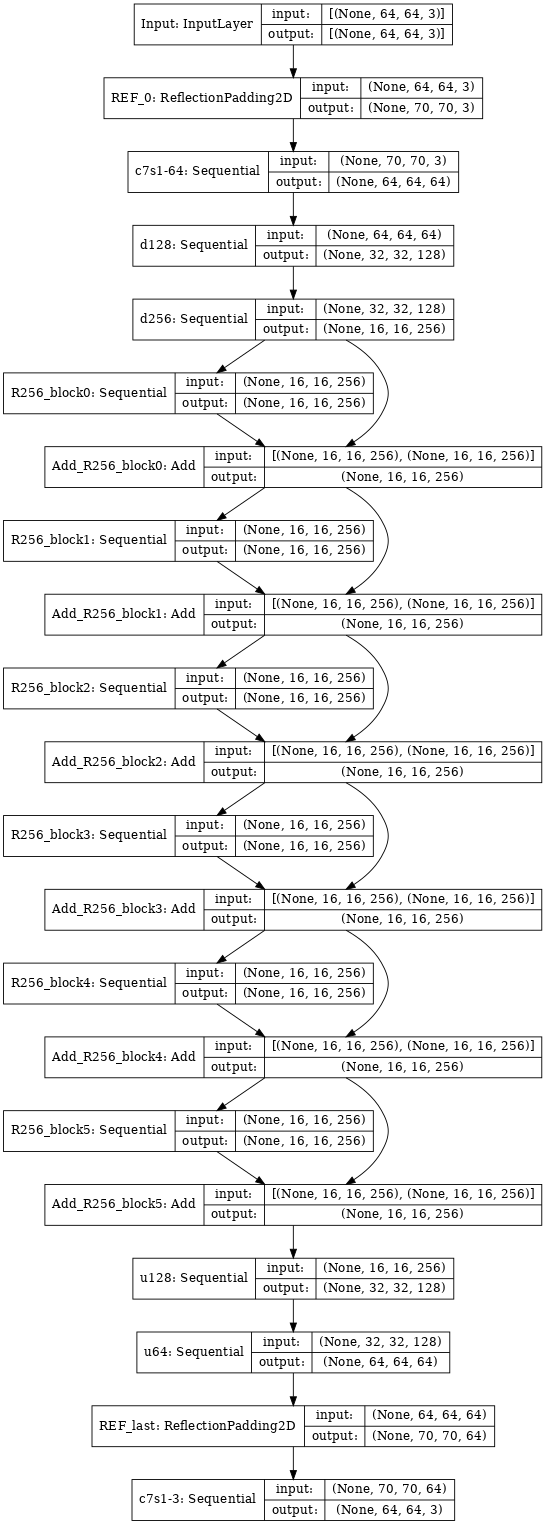 Input: InputLayer
input: [(None, 64, 64, 3)]
output: [(None, 64, 64, 3)]
REF_0: ReflectionPadding2D
input: (None, 64, 64, 3)
output: (None, 70, 70, 3)
c7s1-64: Sequential
input: (None, 70, 70, 3)
output: (None, 64, 64, 64)
d128: Sequential
input: (None, 64, 64, 64)
output: (None, 32, 32, 128)
d256: Sequential
input: (None, 32, 32, 128)
output: (None, 16, 16, 256)
R256_block0: Sequential
input: (None, 16, 16, 256)
output: (None, 16, 16, 256)
Add_R256_block0: Add
input: [(None, 16, 16, 256), (None, 16, 16, 256)]
output: (None, 16, 16, 256)
R256_block1: Sequential
input: (None, 16, 16, 256)
output: (None, 16, 16, 256)
Add_R256_block1: Add
input: [(None, 16, 16, 256), (None, 16, 16, 256)]
output: (None, 16, 16, 256)
R256_block2: Sequential
input: (None, 16, 16, 256)
output: (None, 16, 16, 256)
Add_R256_block2: Add
input: [(None, 16, 16, 256), (None, 16, 16, 256)]
output: (None, 16, 16, 256)
R256_block3: Sequential
input: (None, 16, 16, 256)
output: (None, 16, 16, 256)
Add_R256_block3: Add
input: [(None, 16, 16, 256), (None, 16, 16, 256)]
output: (None, 16, 16, 256)
R256_block4: Sequential
input: (None, 16, 16, 256)
output: (None, 16, 16, 256)
Add_R256_block4: Add
input: [(None, 16, 16, 256), (None, 16, 16, 256)]
output: (None, 16, 16, 256)
R256_block5: Sequential
input: (None, 16, 16, 256)
output: (None, 16, 16, 256)
Add_R256_block5: Add
input: [(None, 16, 16, 256), (None, 16, 16, 256)]
output: (None, 16, 16, 256)
u128: Sequential
input: (None, 16, 16, 256)
output: (None, 32, 32, 128)
u64: Sequential
input: (None, 32, 32, 128)
output: (None, 64, 64, 64)
REF_last: ReflectionPadding2D
input: (None, 64, 64, 64)
output: (None, 70, 70, 64)
c7s1-3: Sequential
input: (None, 70, 70, 64)
output: (None, 64, 64, 3)